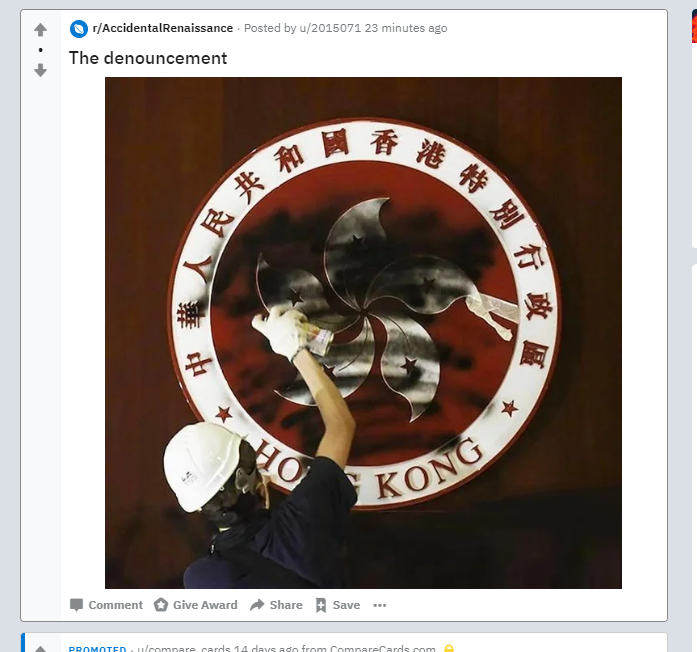 r/AccidentalRenaissance · Posted by u/2015071 23 minutes ago
The denouncement
中華人民共和國香港特別行政區
HO G KONG
Comment Give Award Share Save
PROMOTED · u/compare_cards 14 days ago from CompareCards.com